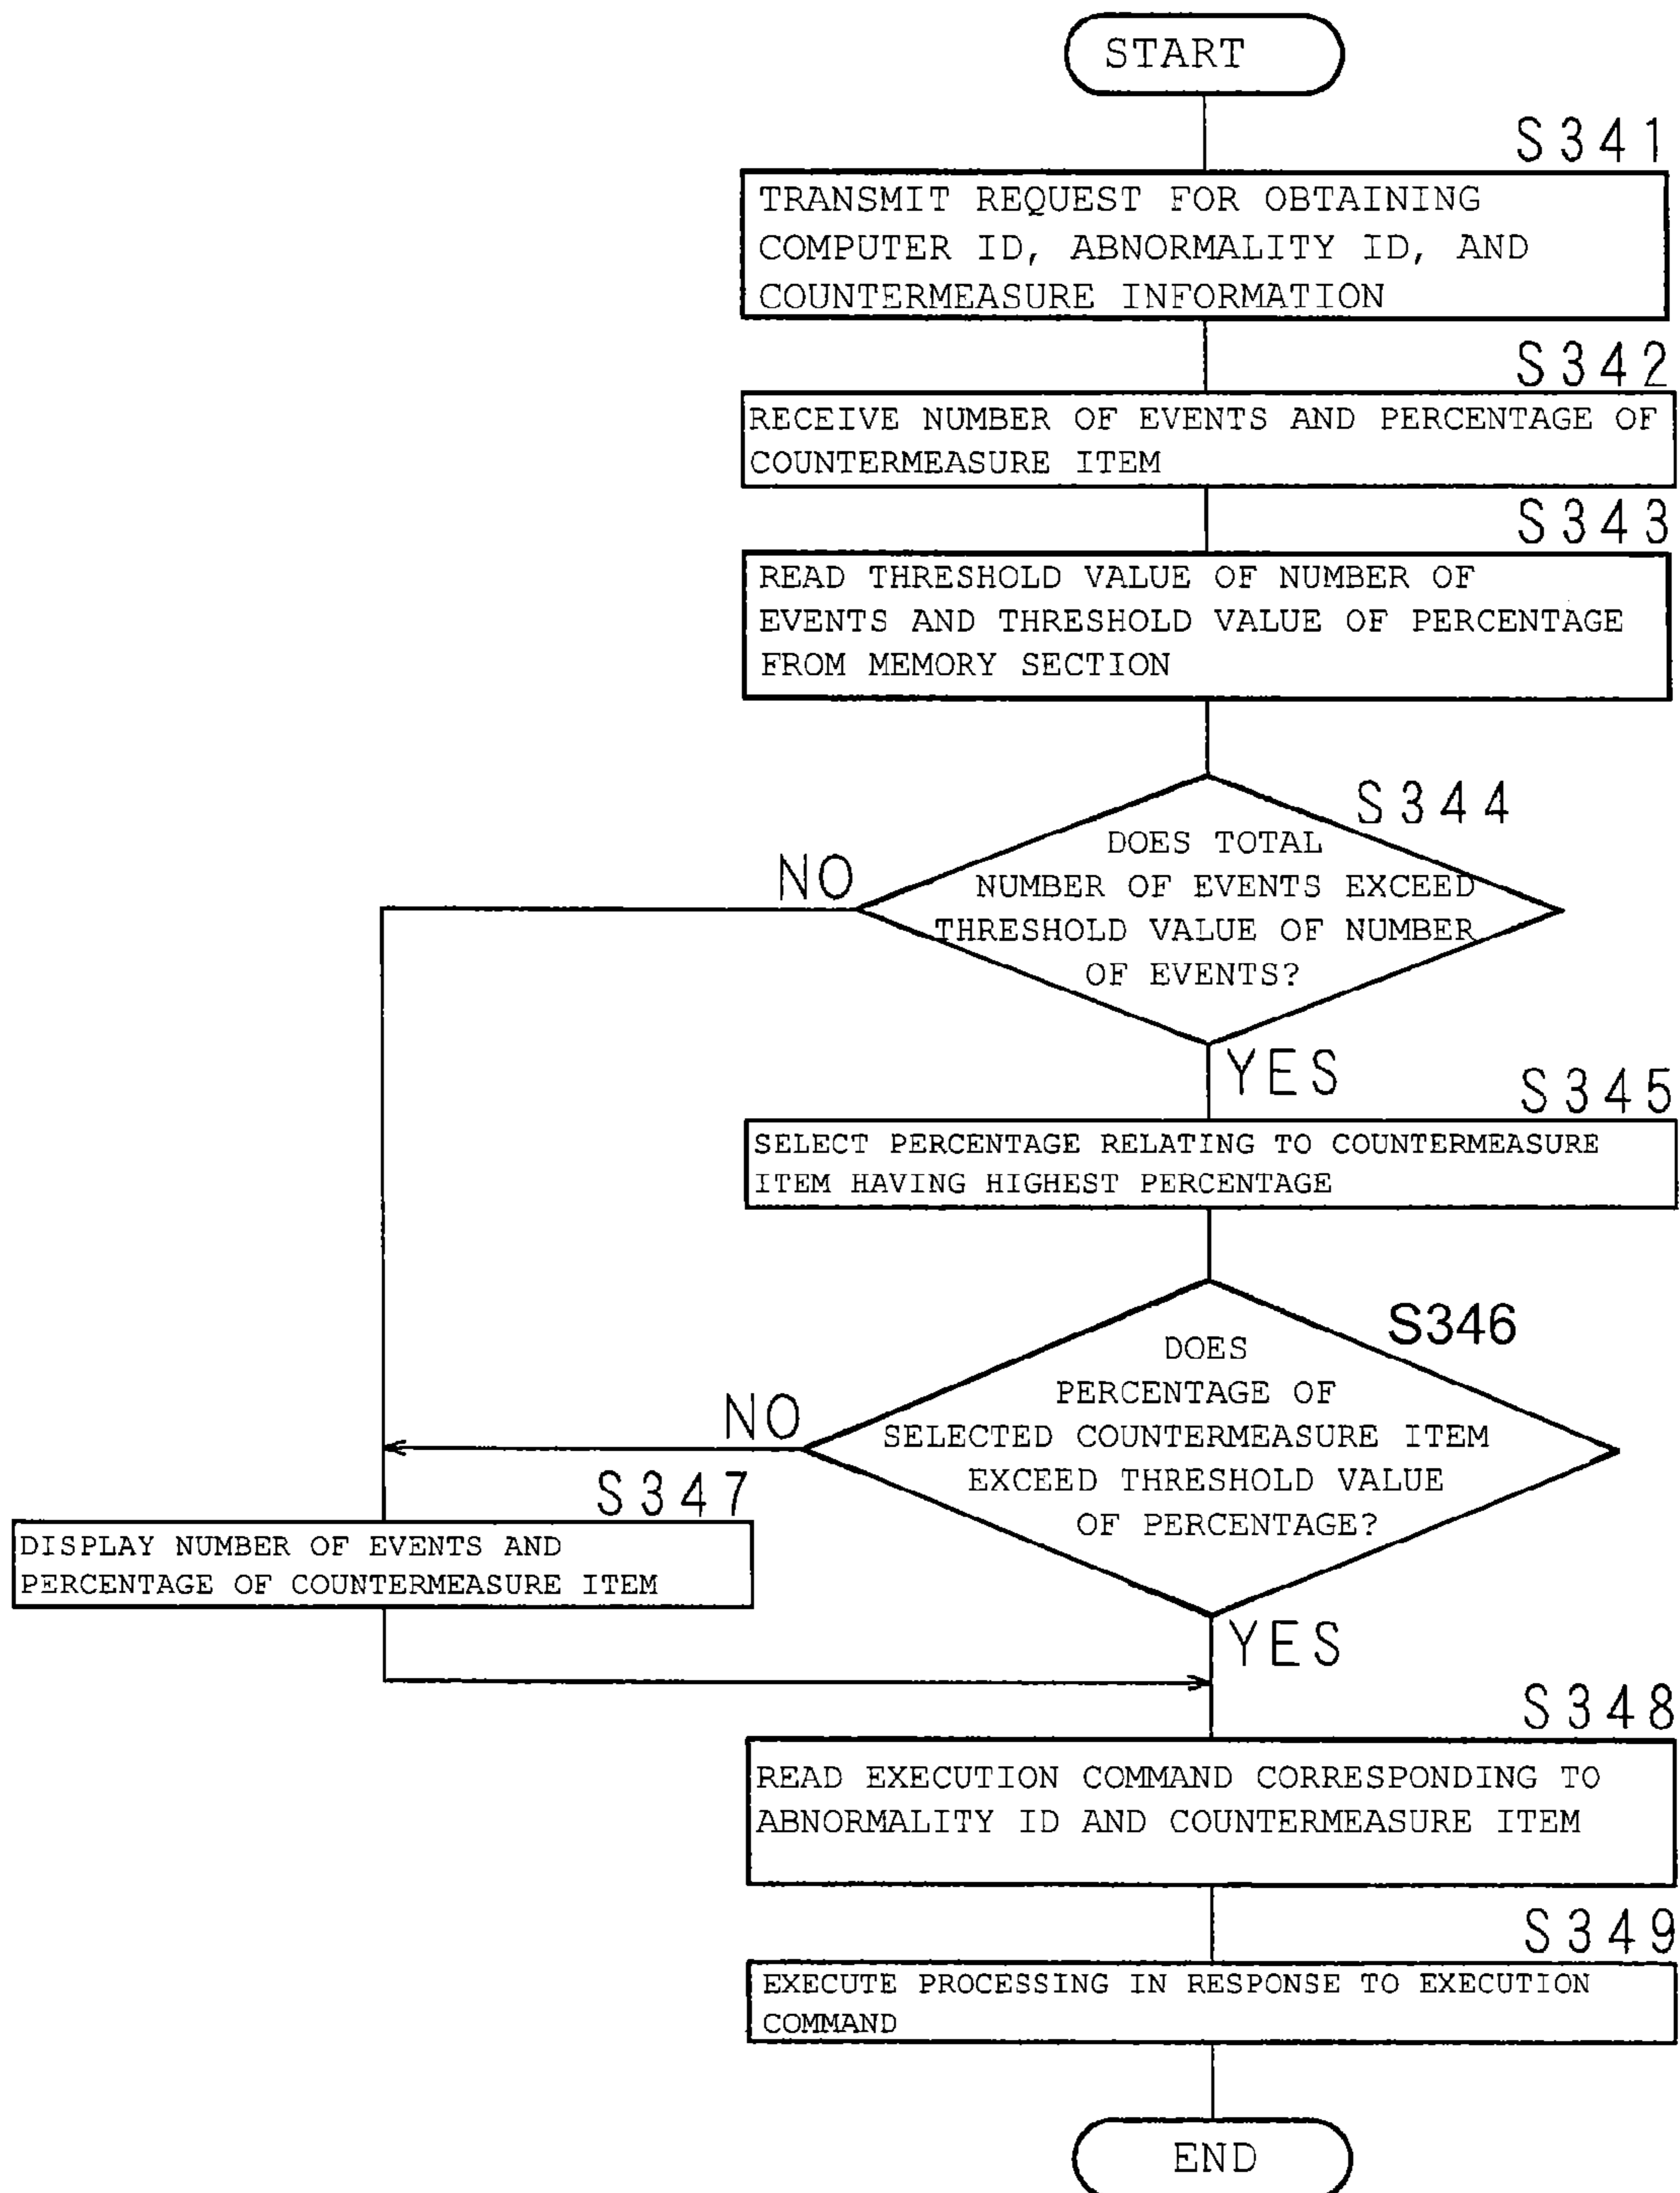 START
S341
TRANSMIT REQUEST FOR OBTAINING
COMPUTER ID, ABNORMALITY ID, AND
COUNTERMEASURE INFORMATION
S342
RECEIVE NUMBER OF EVENTS AND PERCENTAGE OF
COUNTERMEASURE ITEM
S343
READ THRESHOLD VALUE OF NUMBER OF
EVENTS AND THRESHOLD VALUE OF PERCENTAGE
FROM MEMORY SECTION
S344
DOES TOTAL
NUMBER OF EVENTS EXCEED
THRESHOLD VALUE OF NUMBER
OF EVENTS?
NO
YES
S345
SELECT PERCENTAGE RELATING TO COUNTERMEASURE
ITEM HAVING HIGHEST PERCENTAGE
S346
DOES
PERCENTAGE OF
SELECTED COUNTERMEASURE ITEM
EXCEED THRESHOLD VALUE
OF PERCENTAGE?
NO
S347
DISPLAY NUMBER OF EVENTS AND
PERCENTAGE OF COUNTERMEASURE ITEM
YES
S348
READ EXECUTION COMMAND CORRESPONDING TO
ABNORMALITY ID AND COUNTERMEASURE ITEM
S349
EXECUTE PROCESSING IN RESPONSE TO EXECUTION
COMMAND
END